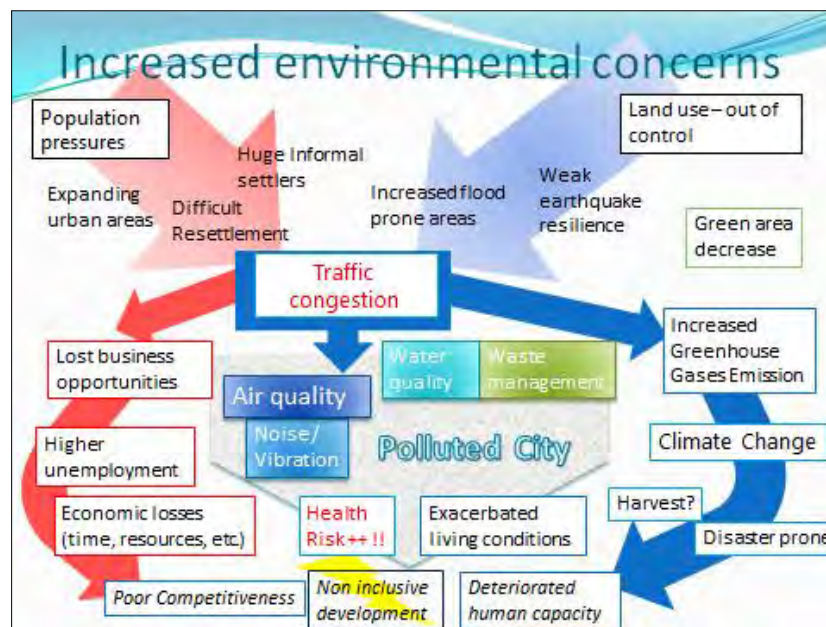 Increased environmental concerns
Population
pressures
Land use– out of
control
Huge Informal
settlers
Expanding
urban areas
Difficult
Resettlement
Increased flood
prone areas
Weak
earthquake
resilience
Green area
decrease
Traffic
congestion
Lost business
opportunities
Water
quality
Waste
management
Increased
Greenhouse
Gases Emission
Air quality
Noise/
Vibration
Polluted City
Higher
unemployment
Climate Change
Economic losses
(time, resources, etc.)
Health
Risk++ !!
Exacerbated
living conditions
Harvest?
Disaster prone
Poor Competitiveness
Non inclusive
development
Deteriorated
human capacity